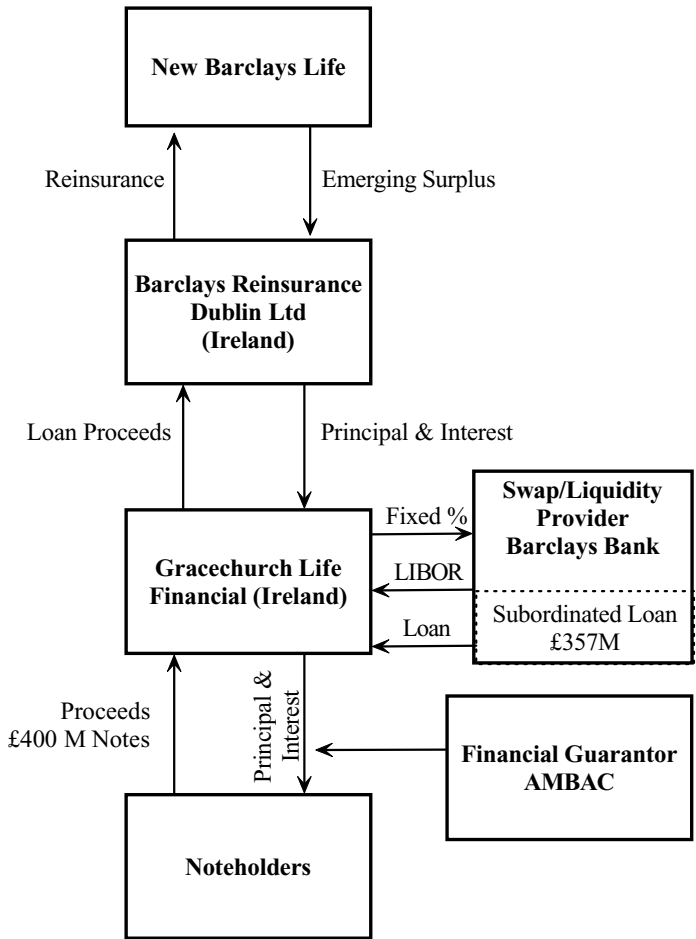 New Barclays Life
Reinsurance
Emerging Surplus
Barclays Reinsurance
Dublin Ltd
(Ireland)
Loan Proceeds
Principal & Interest
Swap/Liquidity
Provider
Barclays Bank
Fixed %
Gracechurch Life
Financial (Ireland)
LIBOR
Subordinated Loan
£357M
Loan
Proceeds
£400 M Notes
Principal &
Interest
Financial Guarantor
AMBAC
Noteholders